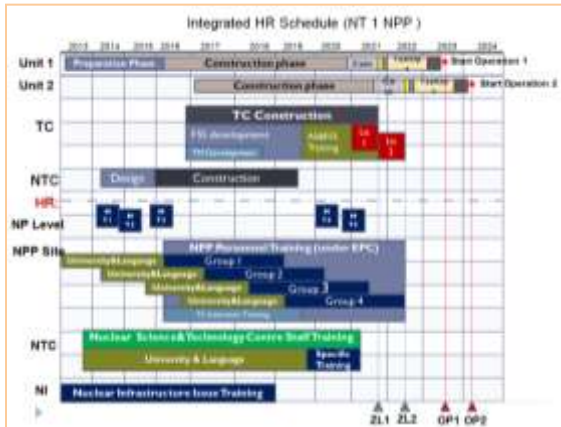 Integrated HR Schedule (NT 1 NPP )
2013 2014 2015 2016 2017 2018 2019 2020 2021 2022 2023 2024
Unit 1
Preparation Phase
Construction phase
Start Operation 1
Unit 2
Construction phase
Start Operation 2
TC
TC Construction
FSS development
Training
TM Development
NTC
Design
Construction
HR
NP Level
NPP Site
NPP Personnel Training (under EPC)
University&Language
Group 1
University&Language
Group 2
University&Language
Group 3
University&Language
Group 4
NTC
Nuclear Science&Technology Centre Staff Training
University & Language
Specific
Training
NI
Nuclear Infrastructure Issue Training
ZL1 ZL2 OP1 OP2